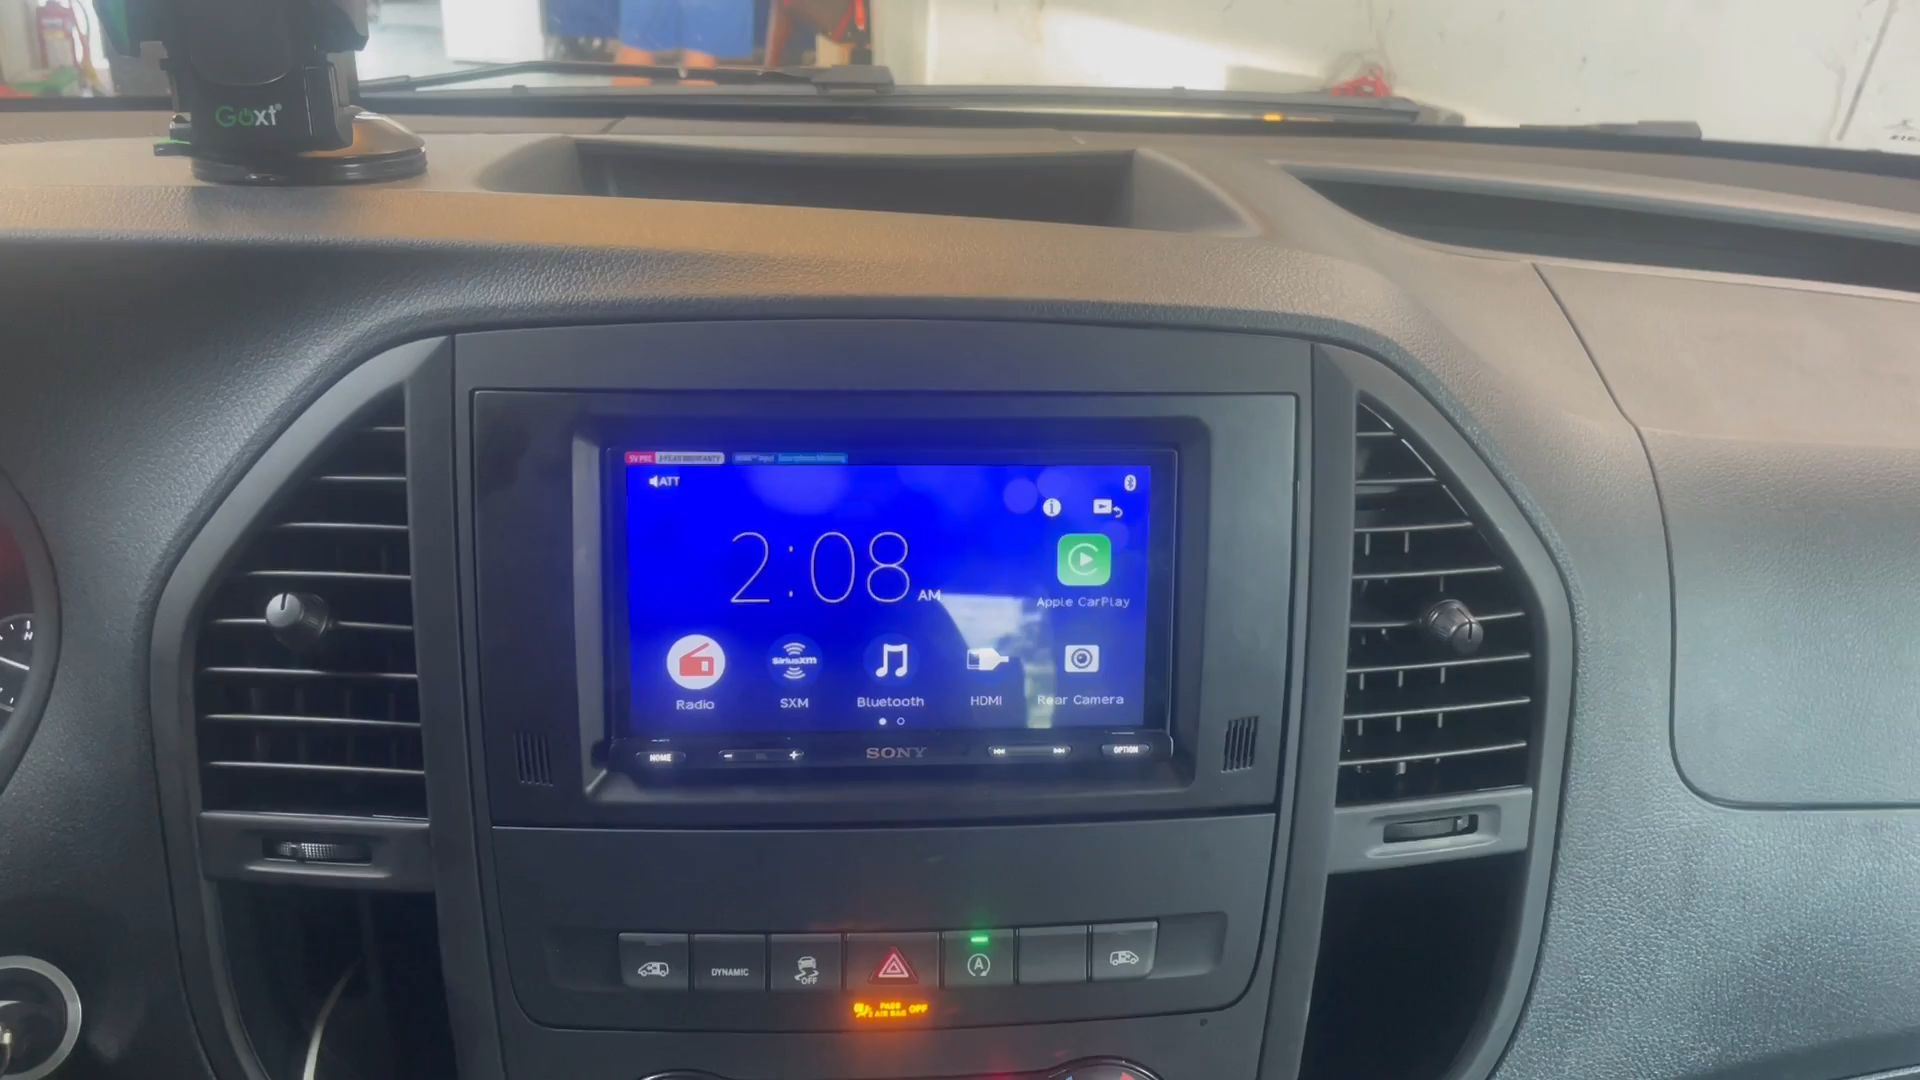 Goxt
5V PRE 3-YEAR WARRANTY HDMI™ Input Smartphone Mirroring
ATT
2:08 AM
Apple CarPlay
SiriusXM
Radio SXM Bluetooth HDMI Rear Camera
HOME SONY OPTION
DYNAMIC OFF A
PASS AIR BAG OFF
H